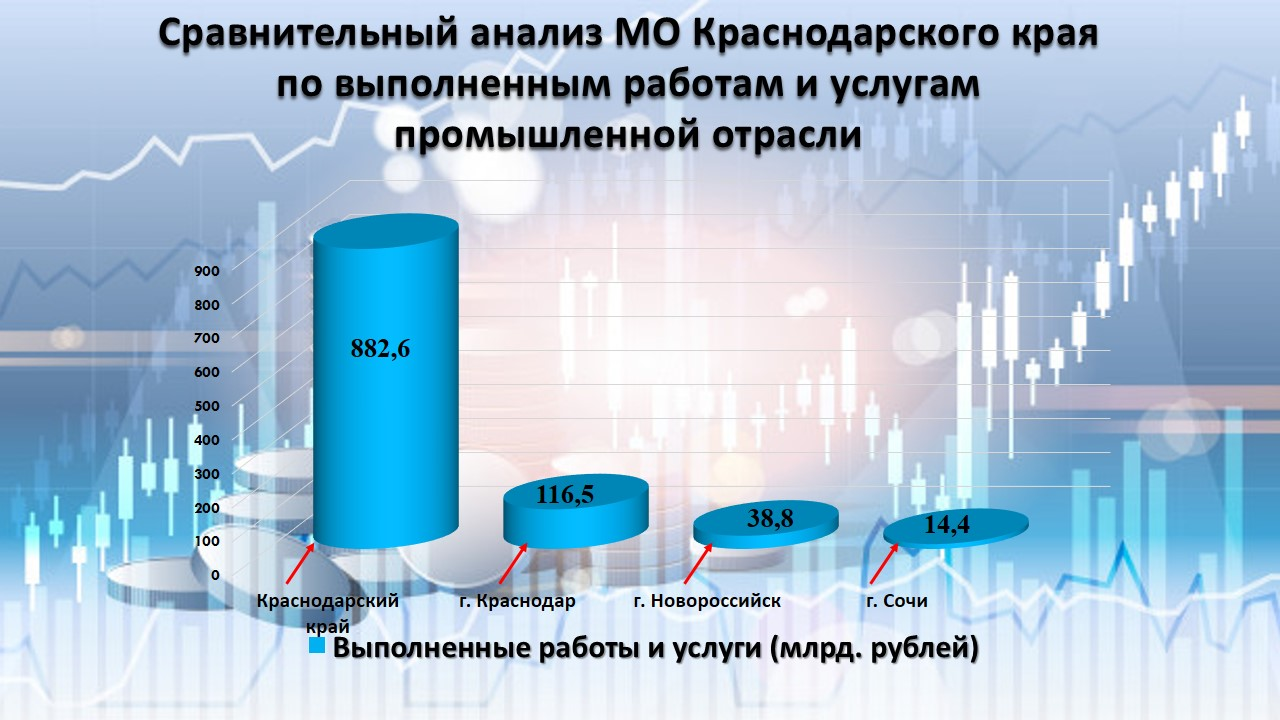 Сравнительный анализ МО Краснодарского края
по выполненным работам и услугам
промышленной отрасли
900
800
700
600
500
400
300
200
100
0
882,6
116,5
38,8
14,4
Краснодарский
край
г. Краснодар
г. Новороссийск
г. Сочи
Выполненные работы и услуги (млрд. рублей)